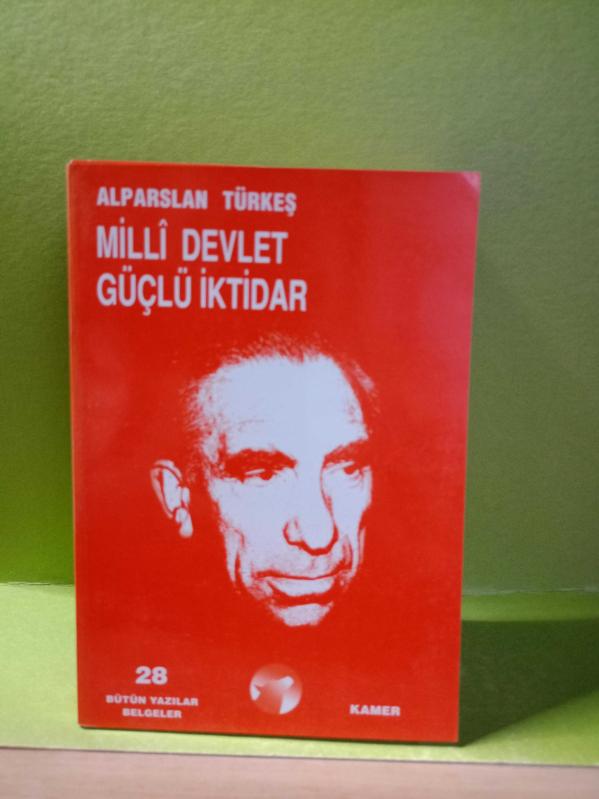 ALPARSLAN TÜRKEŞ
MİLLÎ DEVLET
GÜÇLÜ İKTİDAR
28
BÜTÜN YAZILAR
BELGELER
KAMER